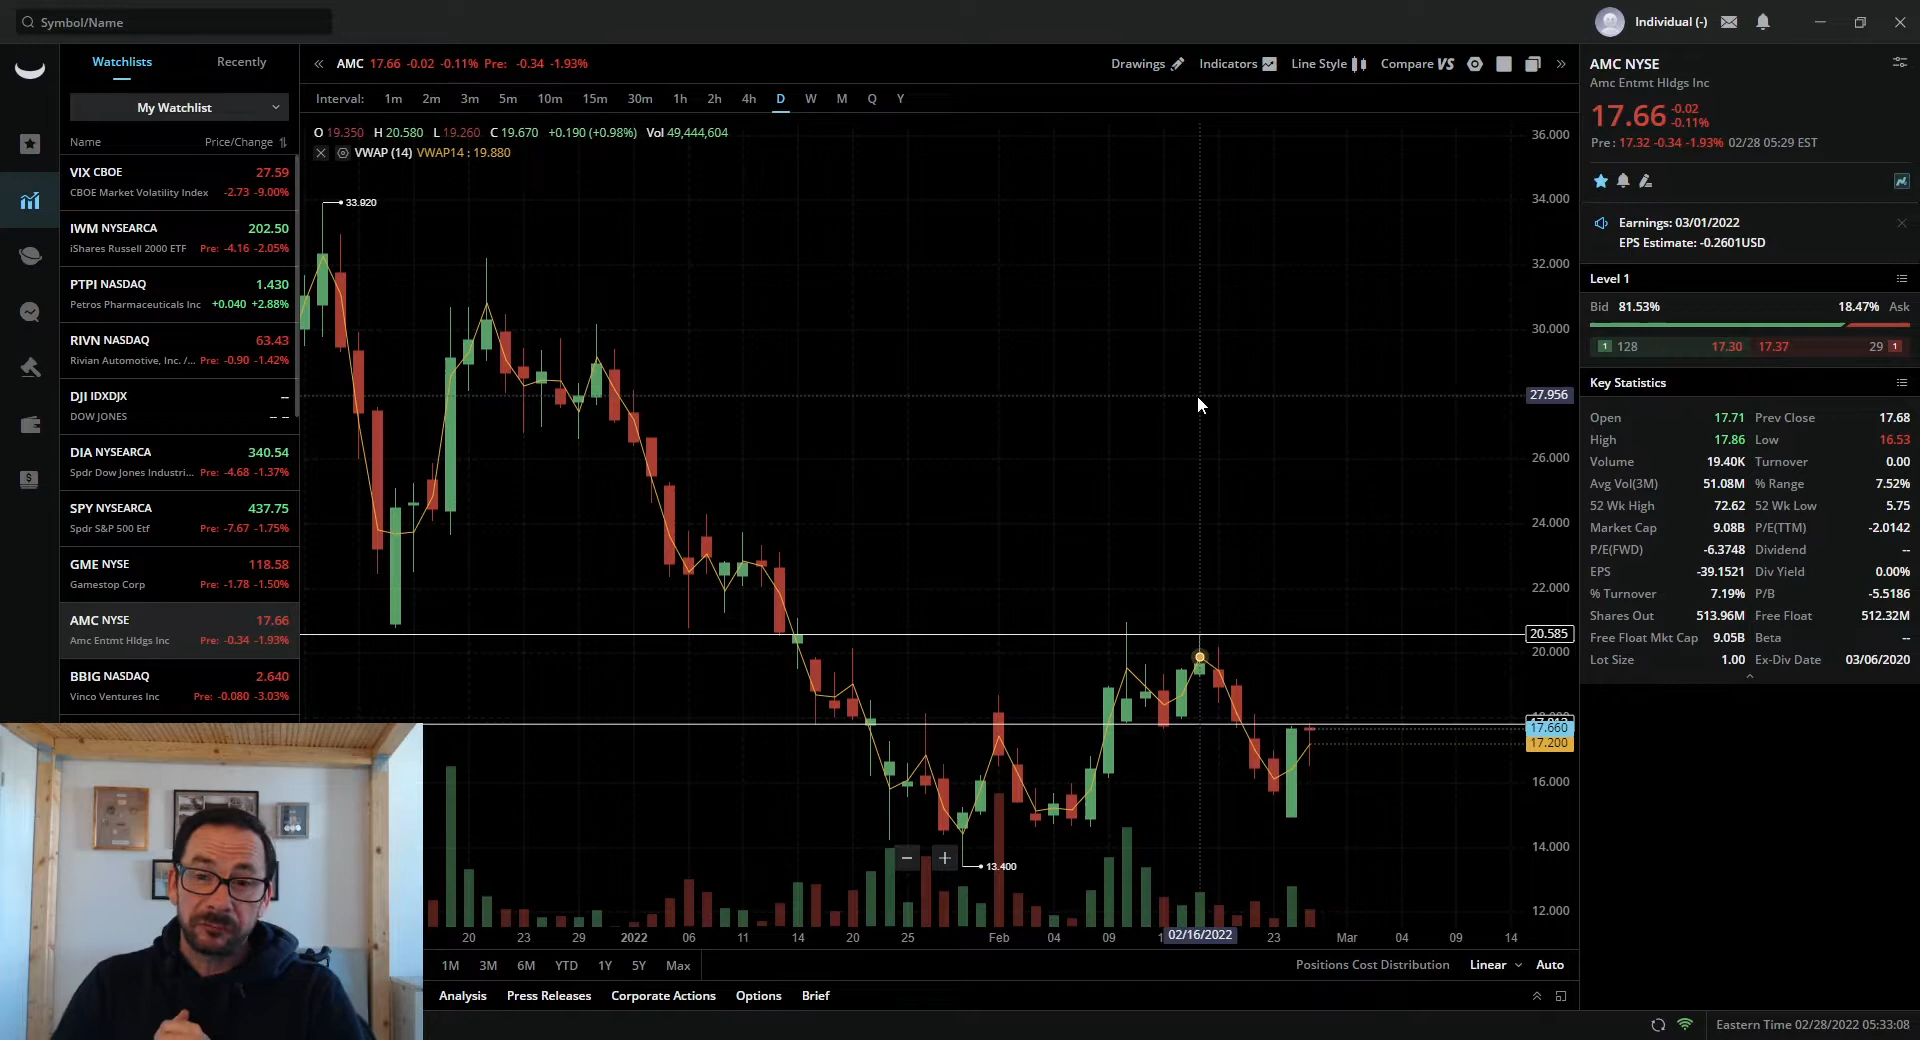 Symbol/Name
Individual (-)
Watchlists Recently
My Watchlist
Name Price/Change
VIX CBOE 27.59
CBOE Market Volatility Index -2.73 -9.00%
IWM NYSEARCA 202.50
iShares Russell 2000 ETF Pre: -4.16 -2.05%
PTPI NASDAQ 1.430
Petros Pharmaceuticals Inc +0.040 +2.88%
RIVN NASDAQ 63.43
Rivian Automotive, Inc. /... Pre: -0.90 -1.42%
DJI IDXDJX --
DOW JONES -- --
DIA NYSEARCA 340.54
Spdr Dow Jones Industri... Pre: -4.68 -1.37%
SPY NYSEARCA 437.75
Spdr S&P 500 Etf Pre: -7.67 -1.75%
GME NYSE 118.58
Gamestop Corp Pre: -1.78 -1.50%
AMC NYSE 17.66
Amc Entmt Hldgs Inc Pre: -0.34 -1.93%
BBIG NASDAQ 2.640
Vinco Ventures Inc Pre: -0.080 -3.03%
AMC 17.66 -0.02 -0.11% Pre: -0.34 -1.93%
Drawings Indicators Line Style Compare VS
Interval: 1m 2m 3m 5m 10m 15m 30m 1h 2h 4h D W M Q Y
O 19.350 H 20.580 L 19.260 C 19.670 +0.190 (+0.98%) Vol 49,444,604
VWAP (14) VWAP14 : 19.880
33.920
13.400
36.000
34.000
32.000
30.000
27.956
26.000
24.000
22.000
20.585
20.000
17.660
17.200
16.000
14.000
12.000
20 23 29 2022 06 11 14 20 25 Feb 04 09 02/16/2022 23 Mar 04 09 14
1M 3M 6M YTD 1Y 5Y Max
Positions Cost Distribution Linear Auto
Analysis Press Releases Corporate Actions Options Brief
AMC NYSE
Amc Entmt Hldgs Inc
17.66 -0.02
-0.11%
Pre : 17.32 -0.34 -1.93% 02/28 05:29 EST
Earnings: 03/01/2022
EPS Estimate: -0.2601USD
Level 1
Bid 81.53% 18.47% Ask
1 128 17.30 17.37 29 1
Key Statistics
Open 17.71 Prev Close 17.68
High 17.86 Low 16.53
Volume 19.40K Turnover 0.00
Avg Vol(3M) 51.08M % Range 7.52%
52 Wk High 72.62 52 Wk Low 5.75
Market Cap 9.08B P/E(TTM) -2.0142
P/E(FWD) -6.3748 Dividend --
EPS -39.1521 Div Yield 0.00%
% Turnover 7.19% P/B -5.5186
Shares Out 513.96M Free Float 512.32M
Free Float Mkt Cap 9.05B Beta --
Lot Size 1.00 Ex-Div Date 03/06/2020
Eastern Time 02/28/2022 05:33:08